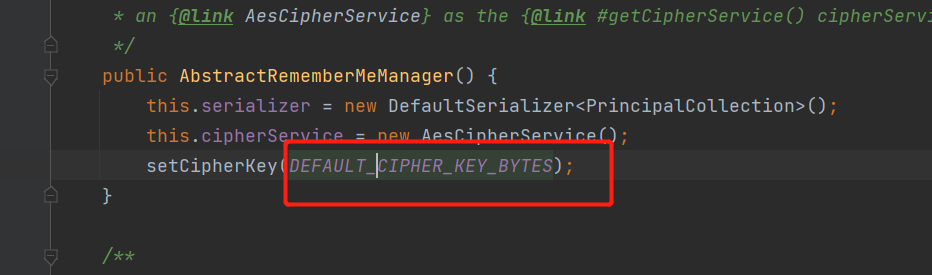 * an {@link AesCipherService} as the {@link #getCipherService() cipherServi
*/
public AbstractRememberMeManager() {
this.serializer = new DefaultSerializer<PrincipalCollection>();
this.cipherService = new AesCipherService();
setCipherKey(DEFAULT_CIPHER_KEY_BYTES);
}
/**